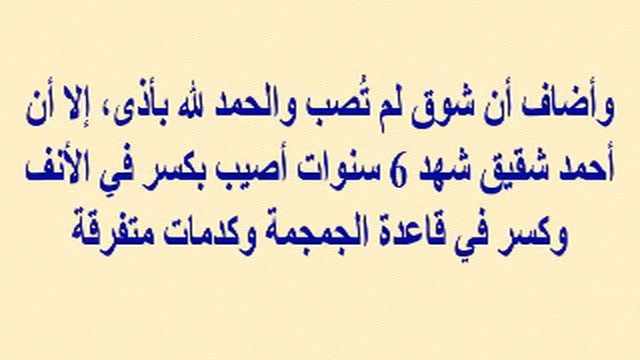 وأضاف أن شوق لم تُصب والحمد لله بأذى، إلا أن
أحمد شقيق شهد 6 سنوات أصيب بكسر في الأنف
وكسر في قاعدة الجمجمة وكدمات متفرقة